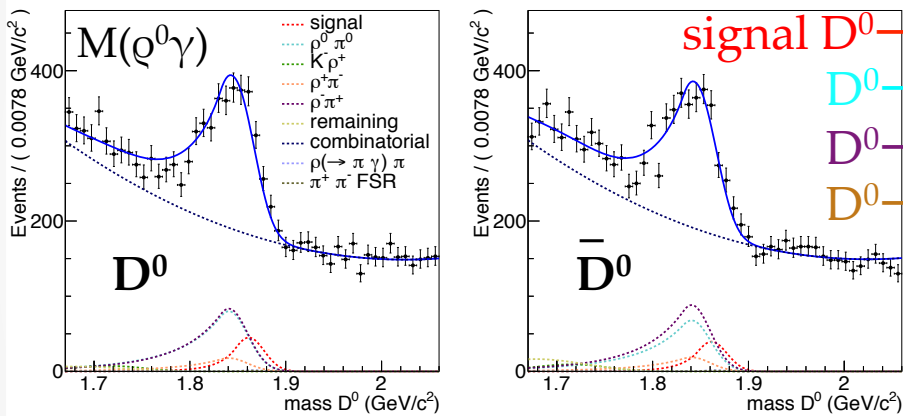 Events / ( 0.0078 GeV/c²)
400
200
0
M(ϱ⁰γ)
signal
ρ⁰ π⁰
K⁻ρ⁺
ρ⁺π⁻
ρ⁻π⁺
remaining
combinatorial
ρ(→ π γ) π
π⁺ π⁻ FSR
D⁰
1.7 1.8 1.9 2
mass D⁰ (GeV/c²)
Events / ( 0.0078 GeV/c²)
400
200
0
signal D⁰
D⁰
D⁰
D⁰
D̄⁰
1.7 1.8 1.9 2
mass D⁰ (GeV/c²)